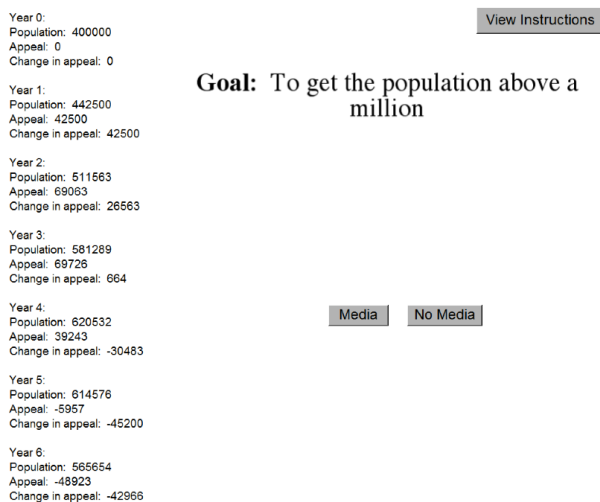 Year 0:
Population: 400000
Appeal: 0
Change in appeal: 0
Year 1:
Population: 442500
Appeal: 42500
Change in appeal: 42500
Year 2:
Population: 511563
Appeal: 69063
Change in appeal: 26563
Year 3:
Population: 581289
Appeal: 69726
Change in appeal: 664
Year 4:
Population: 620532
Appeal: 39243
Change in appeal: -30483
Year 5:
Population: 614576
Appeal: -5957
Change in appeal: -45200
Year 6:
Population: 565654
Appeal: -48923
Change in appeal: -42966
View Instructions
Goal: To get the population above a
million
Media
No Media